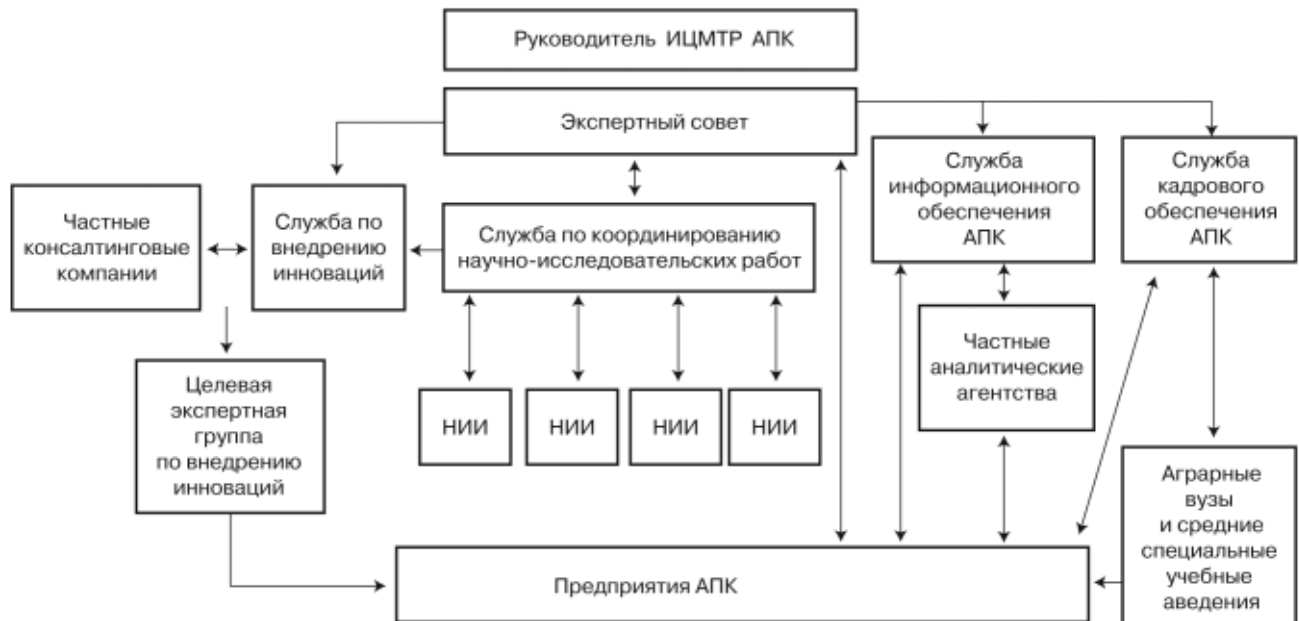 Руководитель ИЦМТР АПК
Экспертный совет
Служба
информационного
обеспечения
АПК
Служба
кадрового
обеспечения
АПК
Частные
консалтинговые
компании
Служба по
внедрению
инноваций
Служба по координированию
научно-исследовательских работ
Частные
аналитические
агентства
Целевая
экспертная
группа
по внедрению
инноваций
НИИ
НИИ
НИИ
НИИ
Аграрные
вузы
и средние
специальные
учебные
аведения
Предприятия АПК